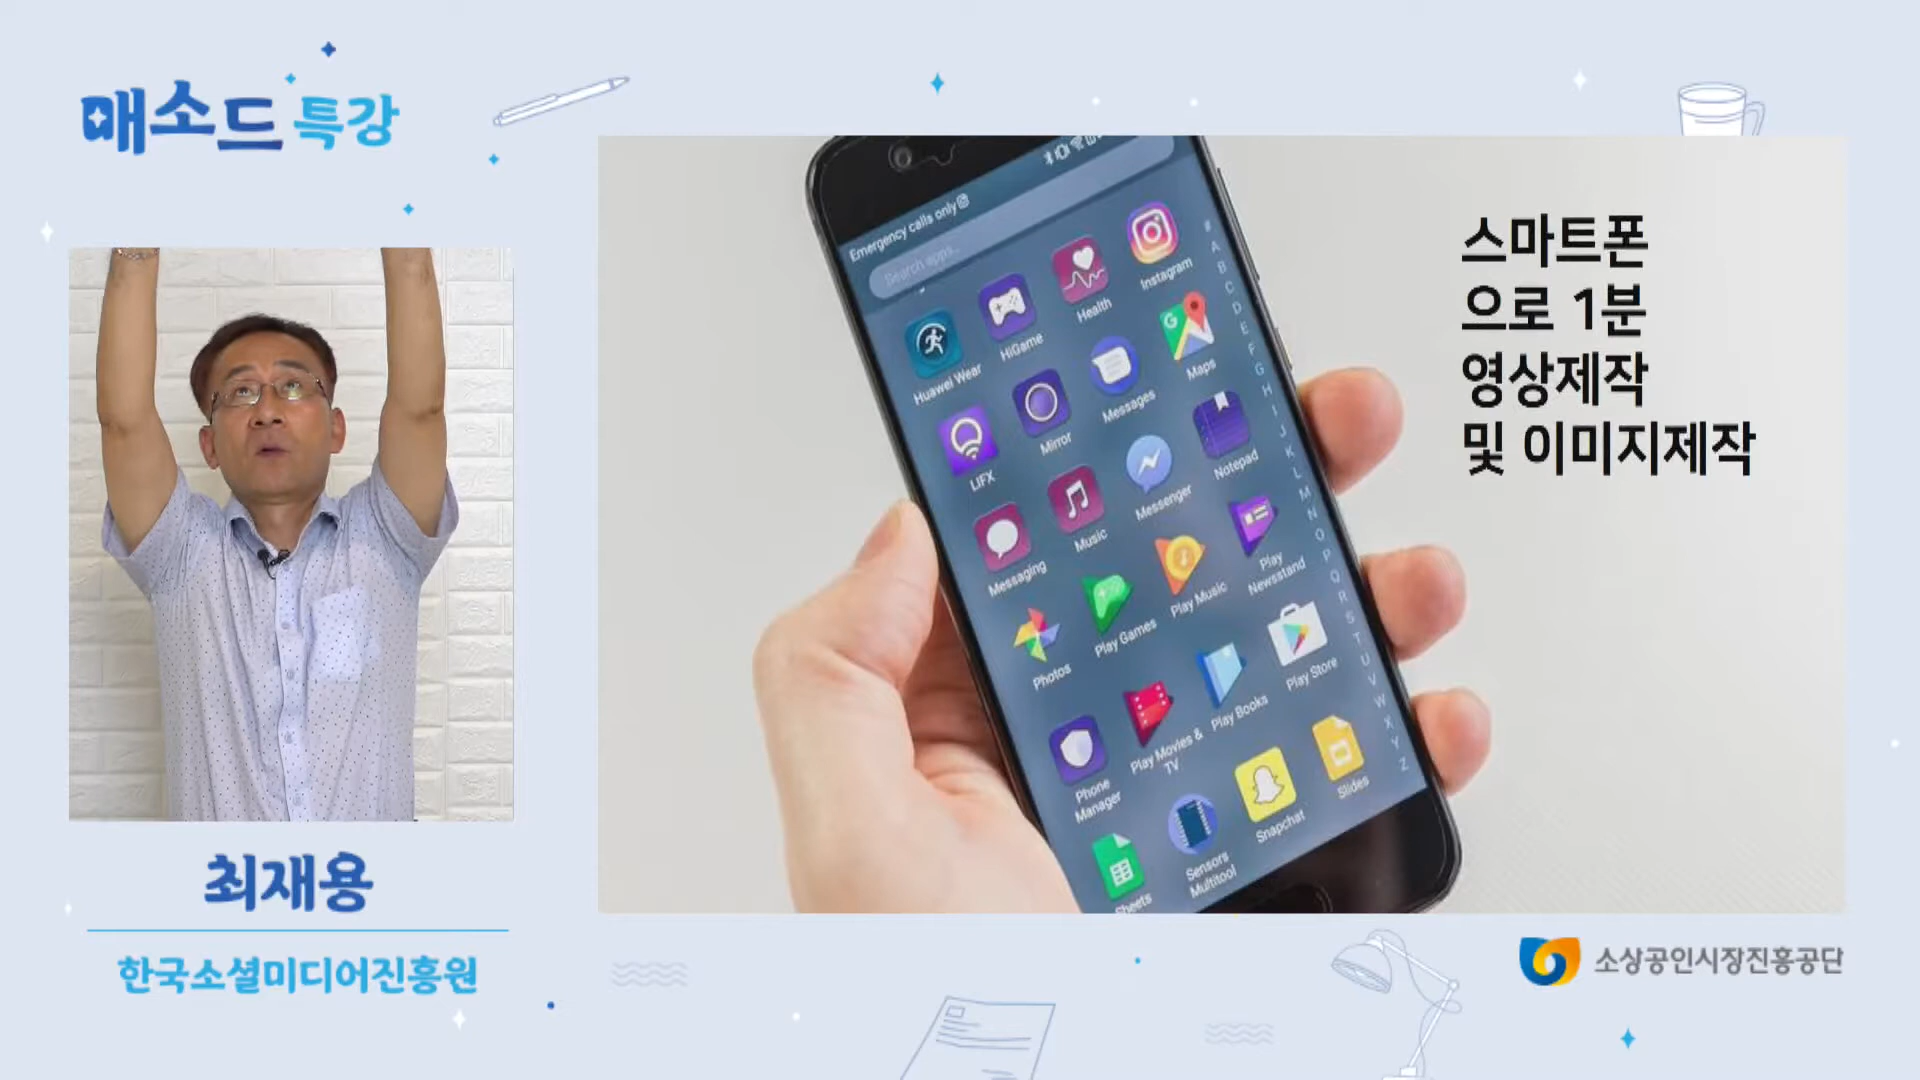 매소드 특강
스마트폰
으로 1분
영상제작
및 이미지제작
Emergency calls only
Search apps...
Huawei Wear
HiGame
Health
Instagram
LIFX
Mirror
Messages
Maps
Messaging
Music
Messenger
Notepad
Photos
Play Games
Play Music
Play
Newsstand
Phone
Manager
Play Movies &
TV
Play Books
Play Store
Sheets
Sensors
Multitool
Snapchat
Slides
#
A
B
C
D
E
F
G
H
I
J
K
L
M
N
O
P
Q
R
S
T
U
V
W
X
Y
Z
최재용
한국소셜미디어진흥원
소상공인시장진흥공단